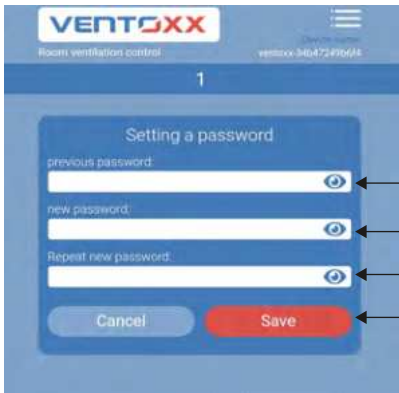 VENTOXX
Room ventilation control
1
Setting a password
previous password:
new password:
Repeat new password:
Cancel
Save